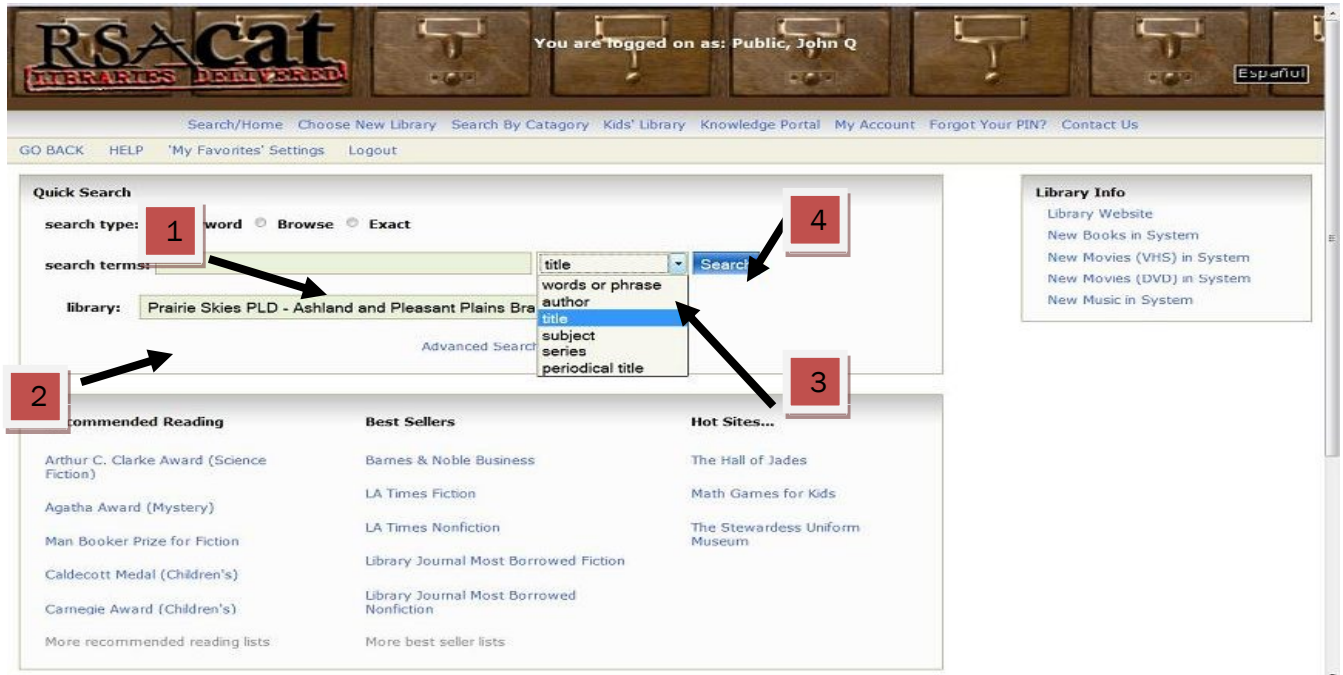 RSAcat
LIBRARIES DELIVERED
You are logged on as: Public, John Q
Español
Search/Home Choose New Library Search By Catagory Kids' Library Knowledge Portal My Account Forgot Your PIN? Contact Us
GO BACK HELP 'My Favorites' Settings Logout
Quick Search
search type: word Browse Exact
1
4
search terms: title Search
words or phrase
author
title
subject
series
periodical title
library: Prairie Skies PLD - Ashland and Pleasant Plains Bra
Advanced Search
2
3
Library Info
Library Website
New Books in System
New Movies (VHS) in System
New Movies (DVD) in System
New Music in System
commended Reading
Arthur C. Clarke Award (Science
Fiction)
Agatha Award (Mystery)
Man Booker Prize for Fiction
Caldecott Medal (Children's)
Carnegie Award (Children's)
More recommended reading lists
Best Sellers
Barnes & Noble Business
LA Times Fiction
LA Times Nonfiction
Library Journal Most Borrowed Fiction
Library Journal Most Borrowed
Nonfiction
More best seller lists
Hot Sites...
The Hall of Jades
Math Games for Kids
The Stewardess Uniform
Museum